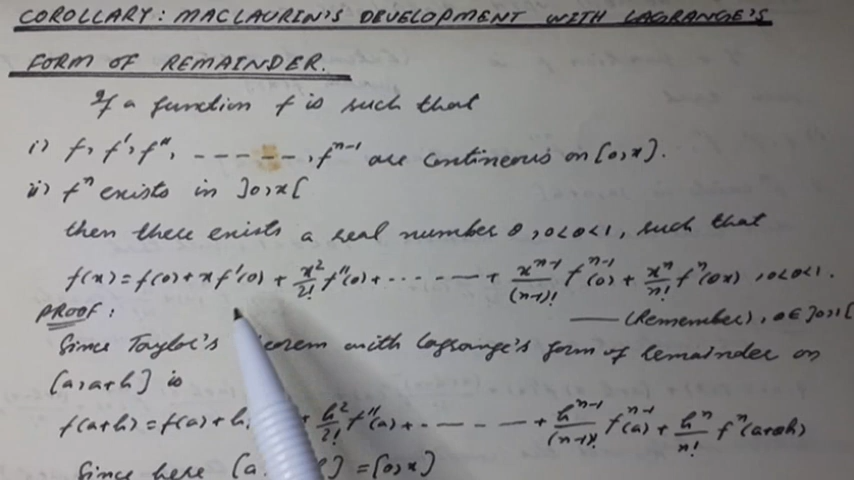 COROLLARY: MACLAURIN'S DEVELOPMENT WITH LAGRANGE'S
FORM OF REMAINDER.
If a function f is such that
i) f, f', f'', ------, f^{n-1} are continuous on [0,x].
ii) f^n exists in ]0,x[
then there exists a real number θ, 0<θ<1, such that
f(x) = f(0) + x f'(0) + x²/2! f''(0) + ...... --- + x^{n-1}/(n-1)! f^{n-1}(0) + x^n/n! f^n(θx), 0<θ<1.
PROOF: —— (Remember), θ∈]0,1[
Since Taylor's with Lagrange's form of remainder on
[a,a+h] is
f(a+h) = f(a) + h + h²/2! f''(a) + ---- --- + h^{n-1}/(n-1)! f^{n-1}(a) + h^n/n! f^n(a+θh)
Since here [a ] = [0,x]